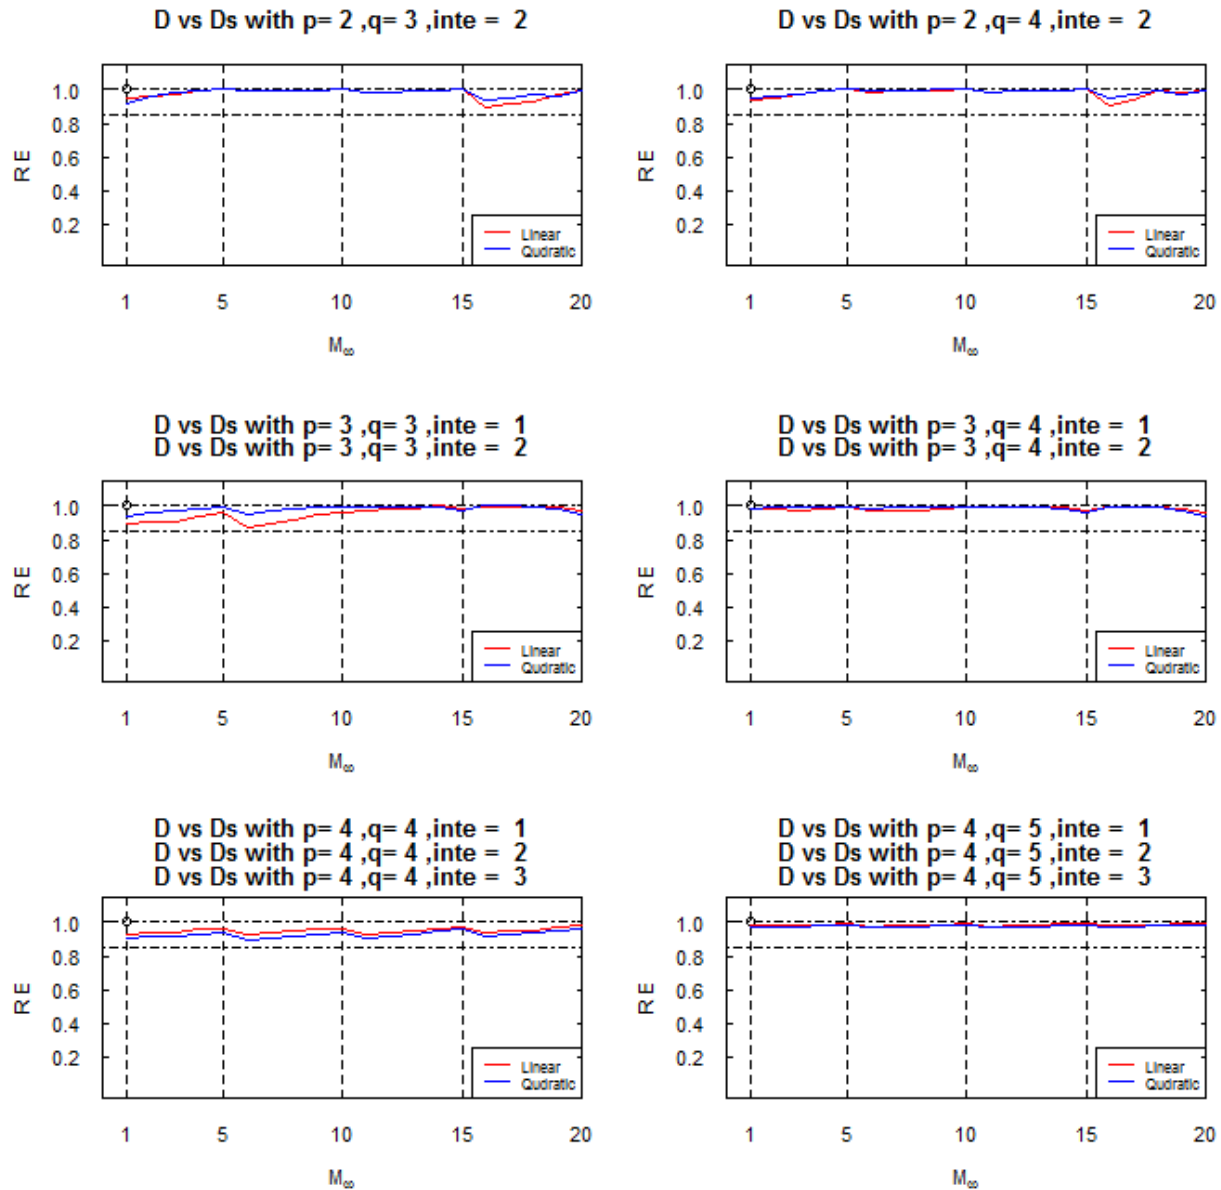 D vs Ds with p= 2 ,q= 3 ,inte = 2
1.0
0.8
0.6
0.4
0.2
R E
Linear
Qudratic
1 5 10 15 20
M∞
D vs Ds with p= 2 ,q= 4 ,inte = 2
1.0
0.8
0.6
0.4
0.2
R E
Linear
Qudratic
1 5 10 15 20
M∞
D vs Ds with p= 3 ,q= 3 ,inte = 1
D vs Ds with p= 3 ,q= 3 ,inte = 2
1.0
0.8
0.6
0.4
0.2
R E
Linear
Qudratic
1 5 10 15 20
M∞
D vs Ds with p= 3 ,q= 4 ,inte = 1
D vs Ds with p= 3 ,q= 4 ,inte = 2
1.0
0.8
0.6
0.4
0.2
R E
Linear
Qudratic
1 5 10 15 20
M∞
D vs Ds with p= 4 ,q= 4 ,inte = 1
D vs Ds with p= 4 ,q= 4 ,inte = 2
D vs Ds with p= 4 ,q= 4 ,inte = 3
1.0
0.8
0.6
0.4
0.2
R E
Linear
Qudratic
1 5 10 15 20
M∞
D vs Ds with p= 4 ,q= 5 ,inte = 1
D vs Ds with p= 4 ,q= 5 ,inte = 2
D vs Ds with p= 4 ,q= 5 ,inte = 3
1.0
0.8
0.6
0.4
0.2
R E
Linear
Qudratic
1 5 10 15 20
M∞